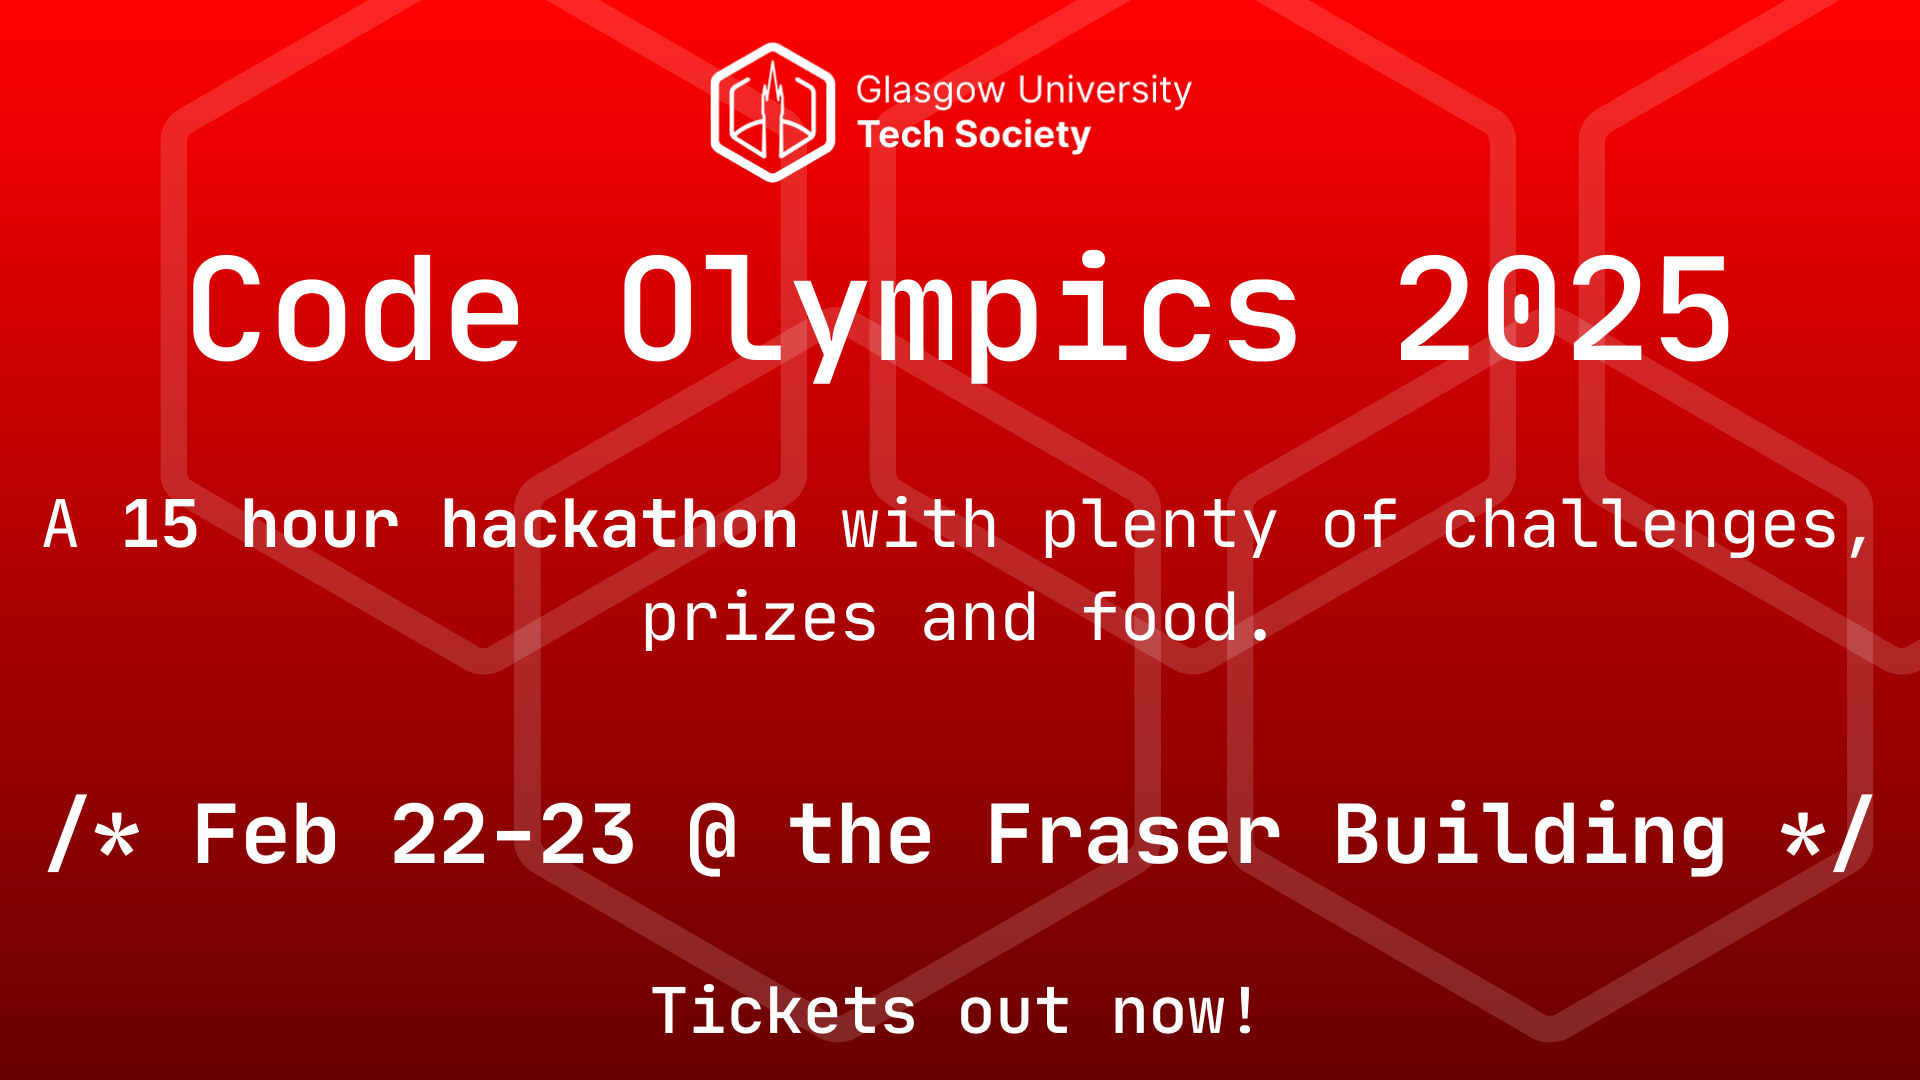 Glasgow University
Tech Society
Code Olympics 2025
A 15 hour hackathon with plenty of challenges,
prizes and food.
/* Feb 22-23 @ the Fraser Building */
Tickets out now!